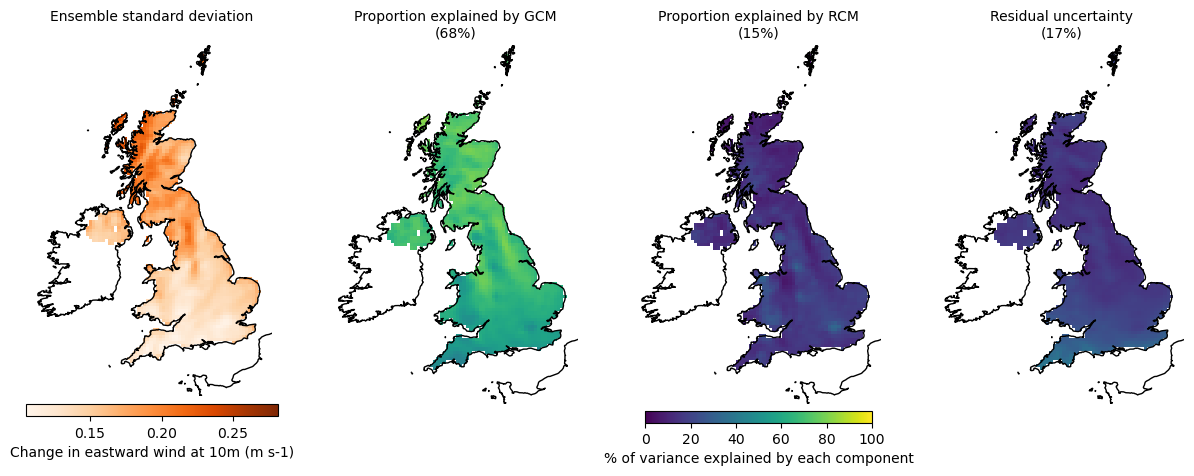 Ensemble standard deviation
Proportion explained by GCM
(68%)
Proportion explained by RCM
(15%)
Residual uncertainty
(17%)
0.15 0.20 0.25
Change in eastward wind at 10m (m s-1)
0 20 40 60 80 100
% of variance explained by each component